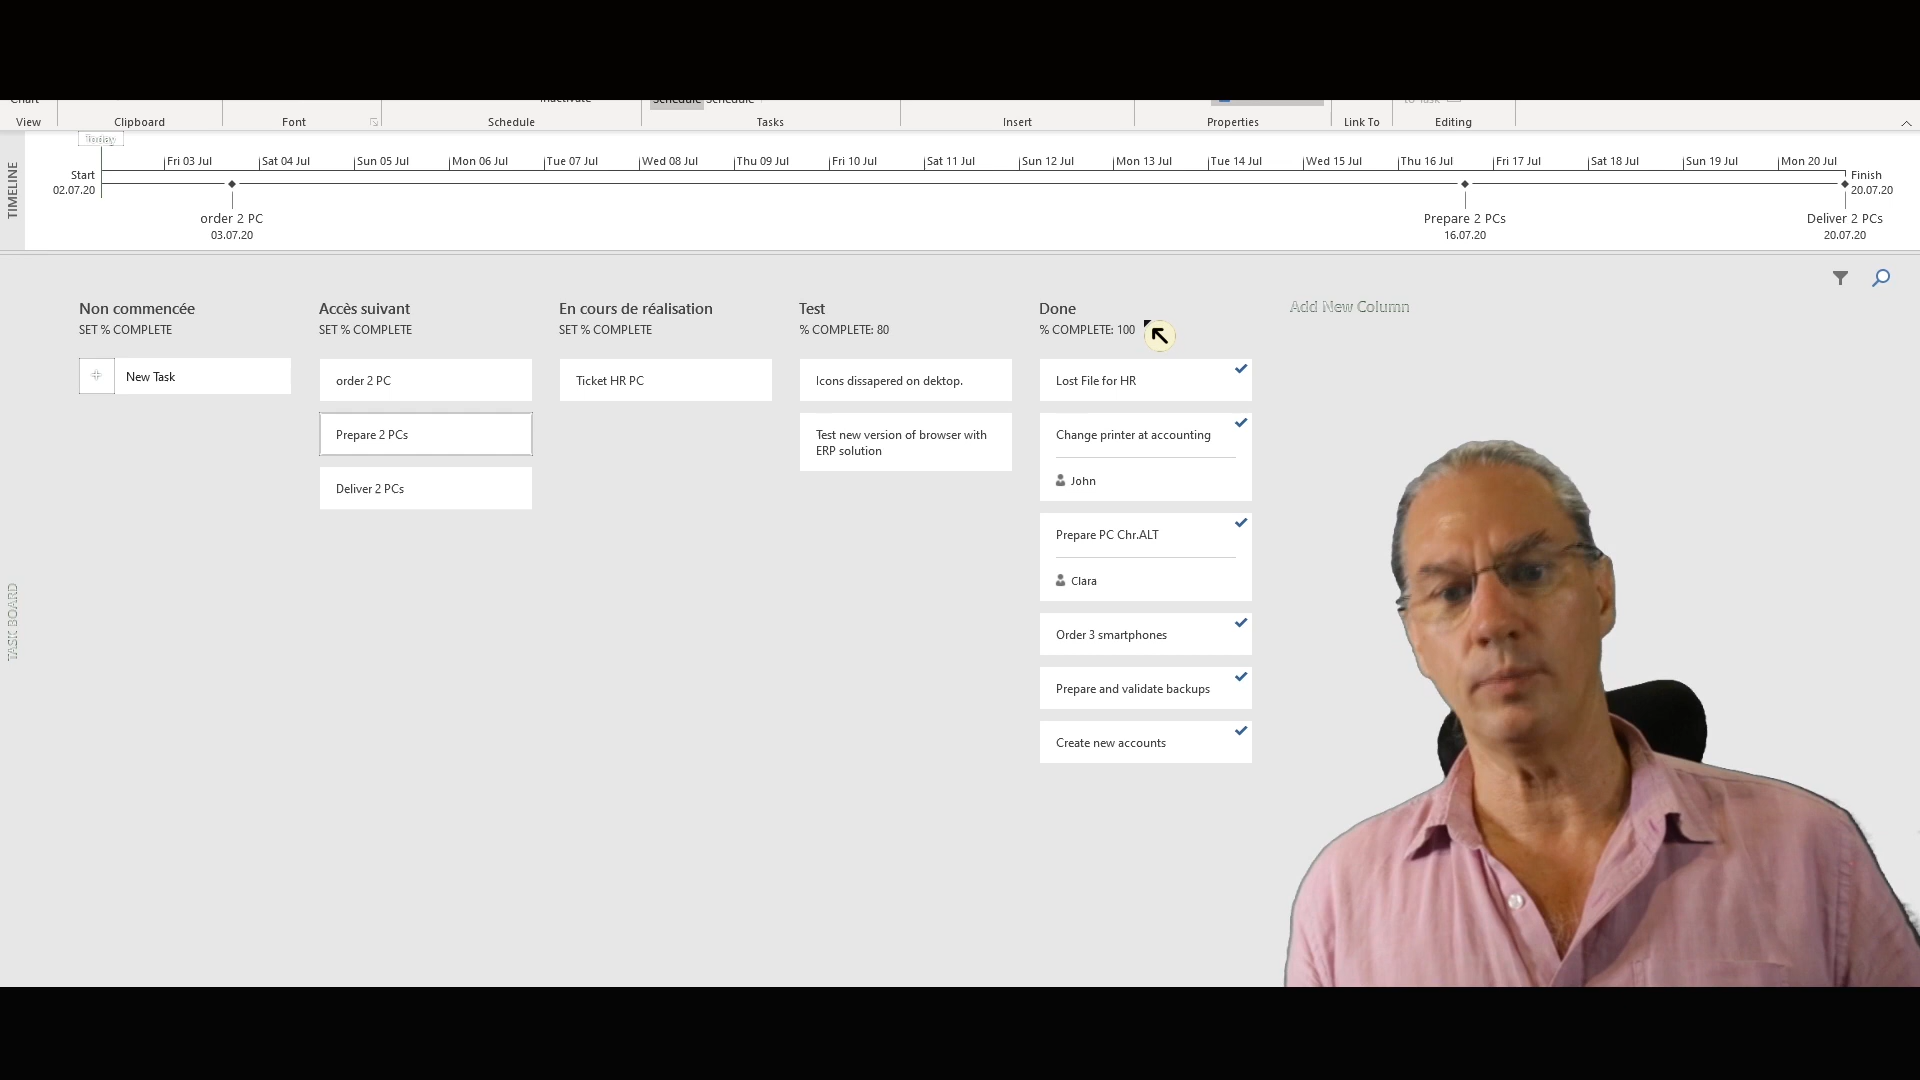 Chart
Inactivate
Schedule Schedule
to Task
View Clipboard Font Schedule Tasks Insert Properties Link To Editing
Today
Fri 03 Jul Sat 04 Jul Sun 05 Jul Mon 06 Jul Tue 07 Jul Wed 08 Jul Thu 09 Jul Fri 10 Jul Sat 11 Jul Sun 12 Jul Mon 13 Jul Tue 14 Jul Wed 15 Jul Thu 16 Jul Fri 17 Jul Sat 18 Jul Sun 19 Jul Mon 20 Jul
Start
02.07.20
Finish
20.07.20
TIMELINE
order 2 PC
03.07.20
Prepare 2 PCs
16.07.20
Deliver 2 PCs
20.07.20
Non commencée
SET % COMPLETE
New Task
Accès suivant
SET % COMPLETE
order 2 PC
Prepare 2 PCs
Deliver 2 PCs
En cours de réalisation
SET % COMPLETE
Ticket HR PC
Test
% COMPLETE: 80
Icons dissapered on dektop.
Test new version of browser with
ERP solution
Done
% COMPLETE: 100
Lost File for HR
Change printer at accounting
John
Prepare PC Chr.ALT
Clara
Order 3 smartphones
Prepare and validate backups
Create new accounts
Add New Column
TASK BOARD